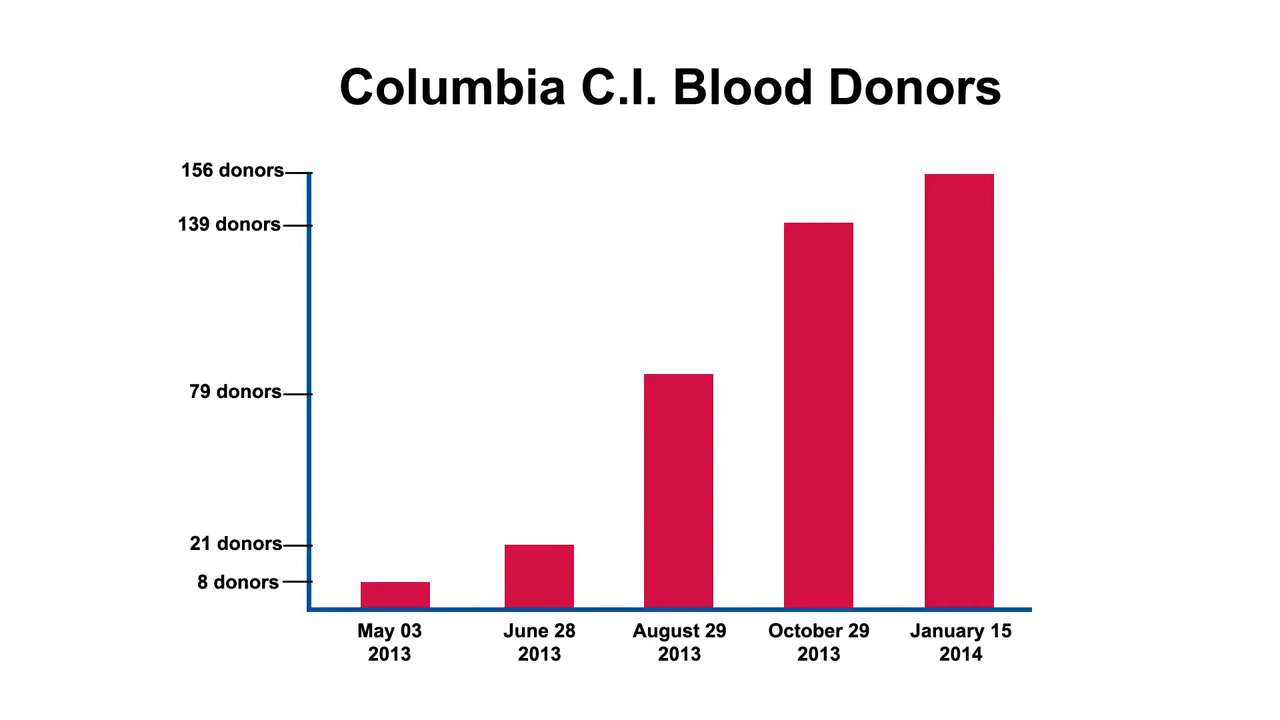 Columbia C.I. Blood Donors
156 donors
139 donors
79 donors
21 donors
8 donors
May 03
2013
June 28
2013
August 29
2013
October 29
2013
January 15
2014